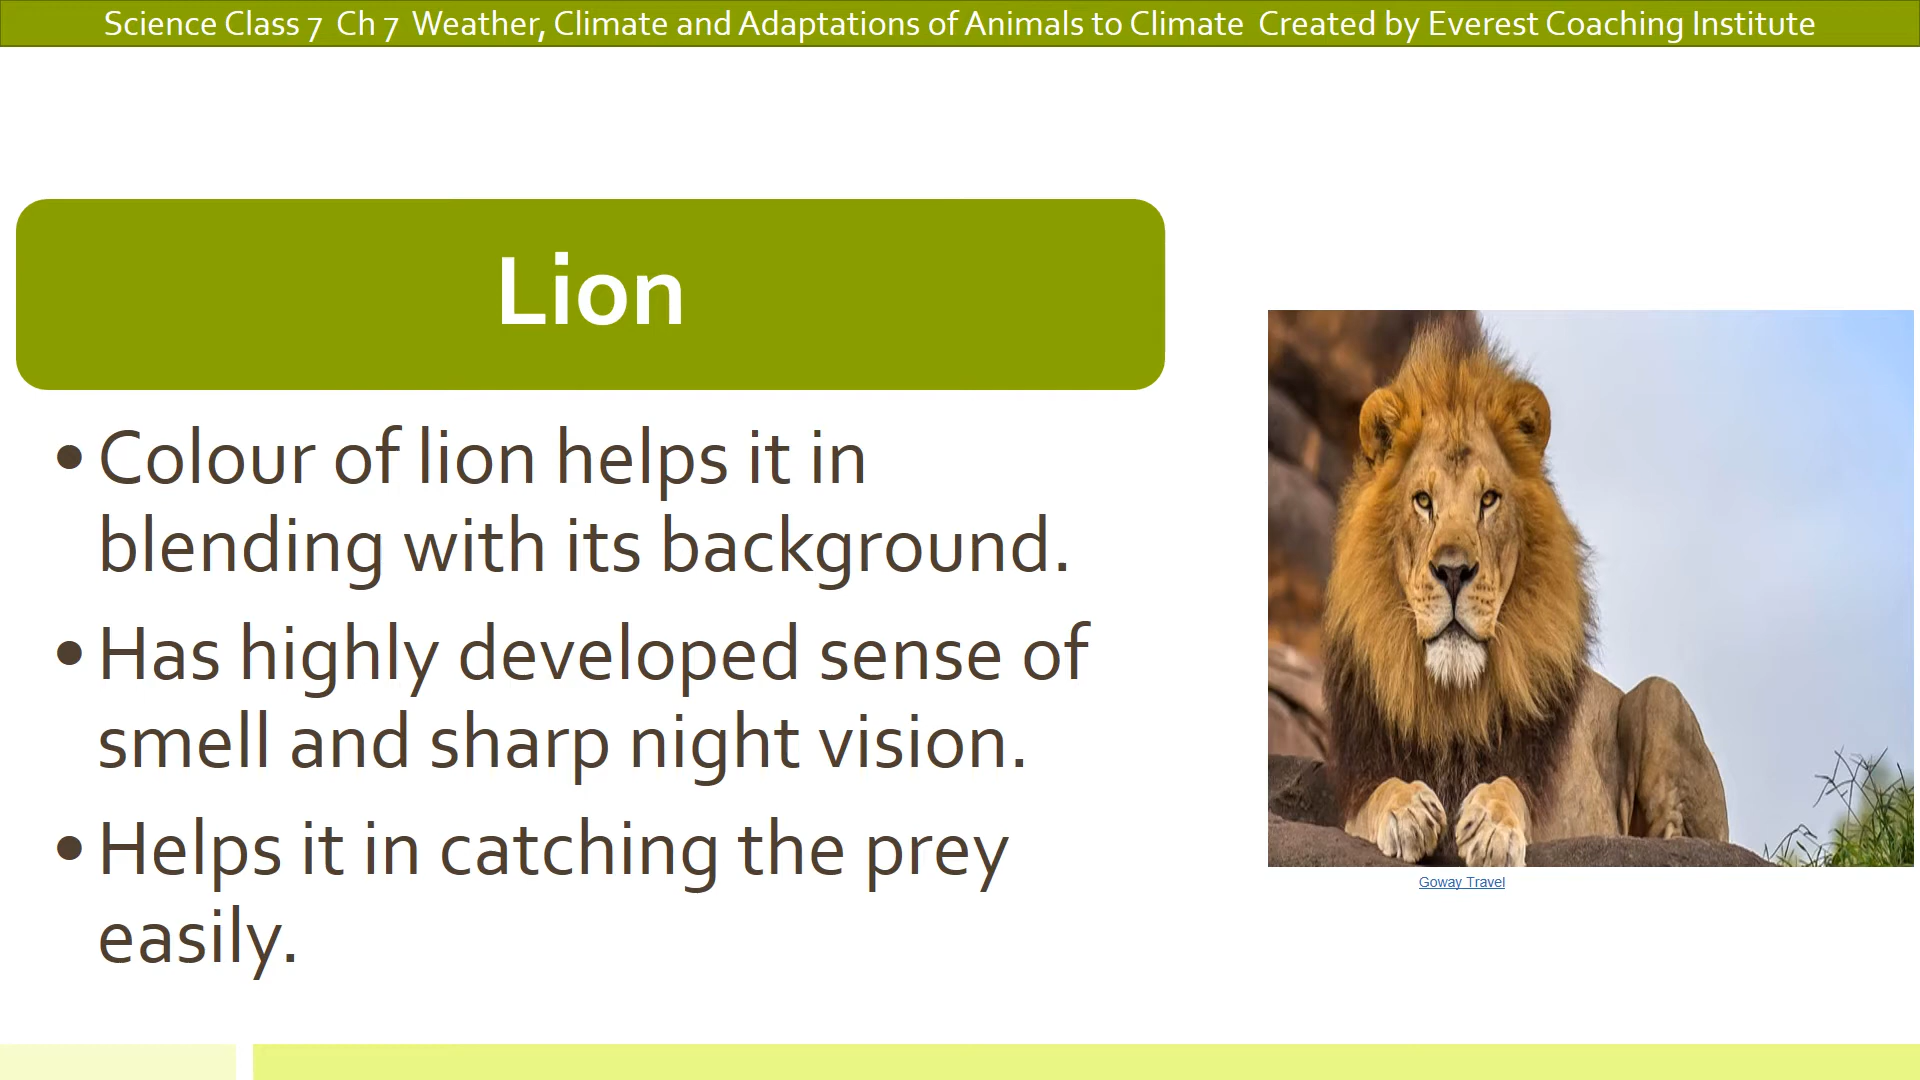 Science Class 7 Ch 7 Weather, Climate and Adaptations of Animals to Climate Created by Everest Coaching Institute
Lion
• Colour of lion helps it in
blending with its background.
• Has highly developed sense of
smell and sharp night vision.
• Helps it in catching the prey
easily.
Goway Travel